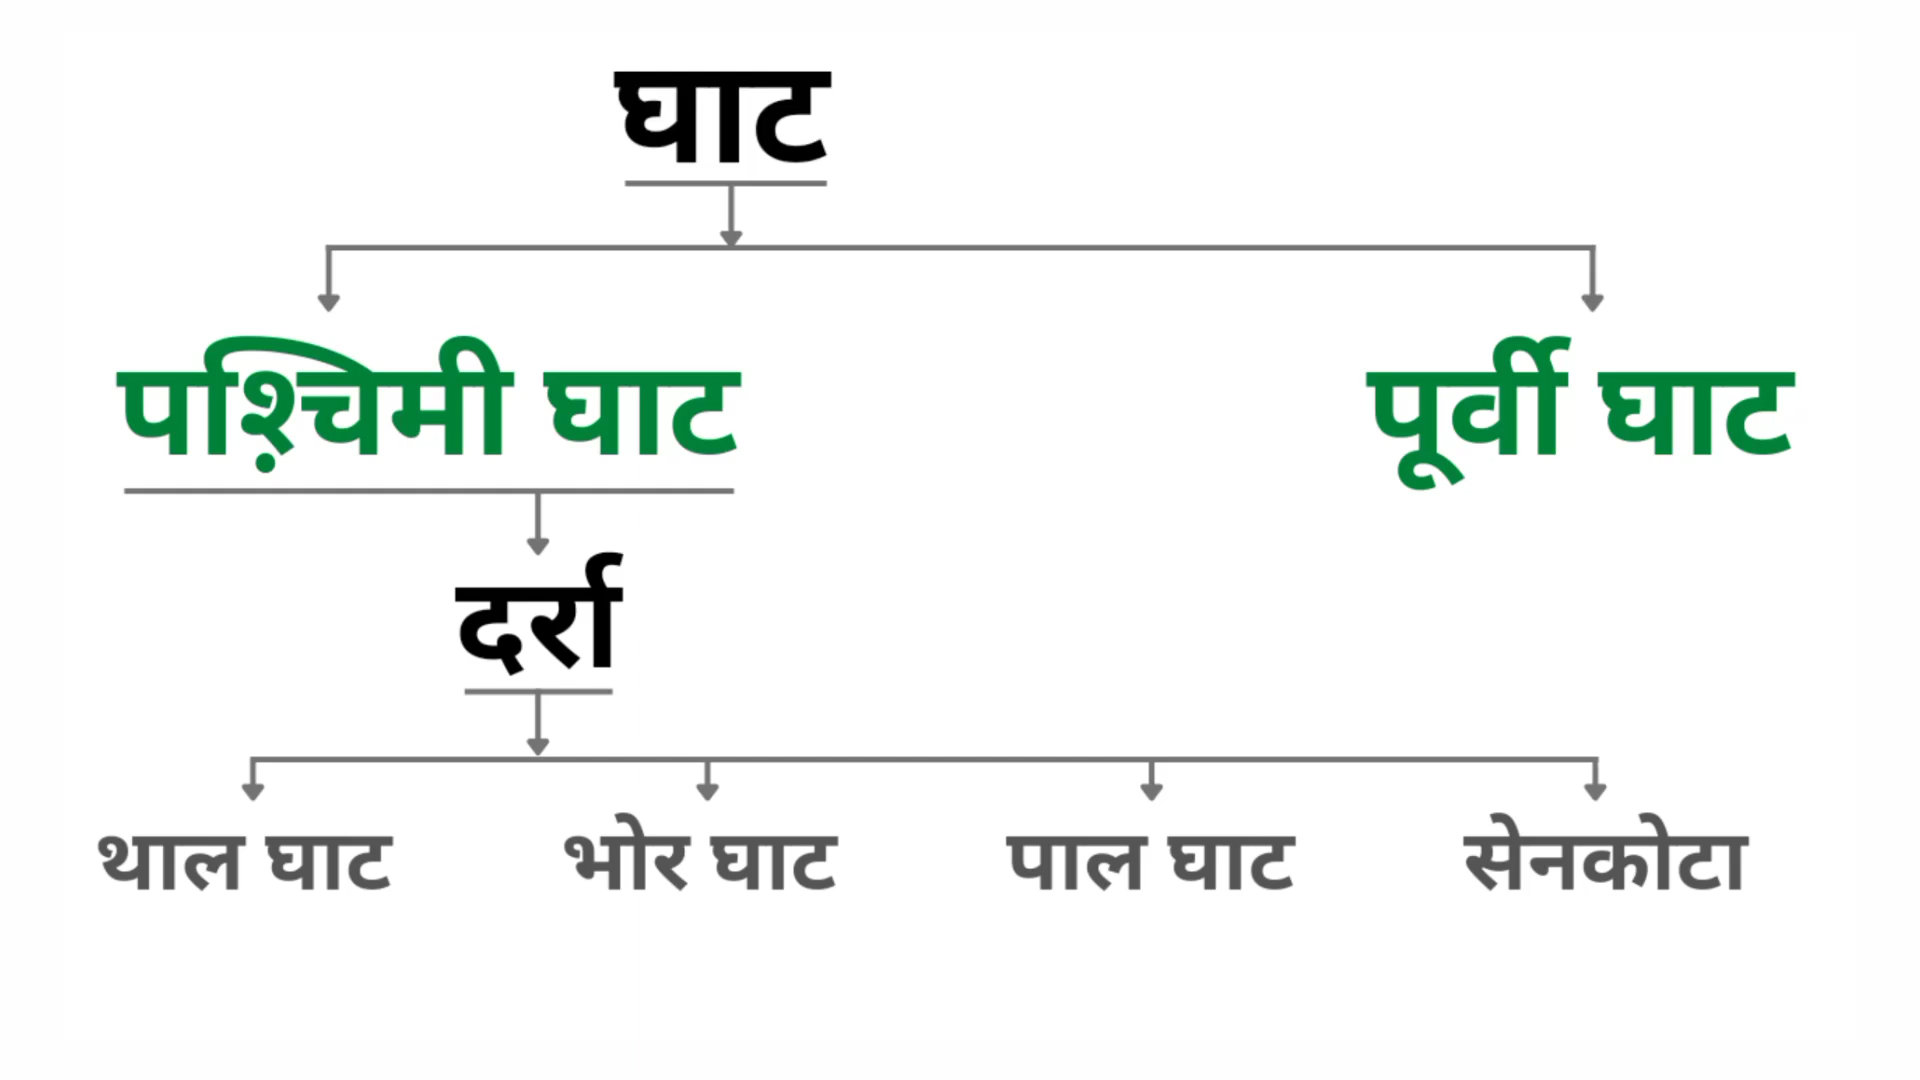 घाट
पश्चिमी घाट पूर्वी घाट
दर्रा
थाल घाट भोर घाट पाल घाट सेनकोटा